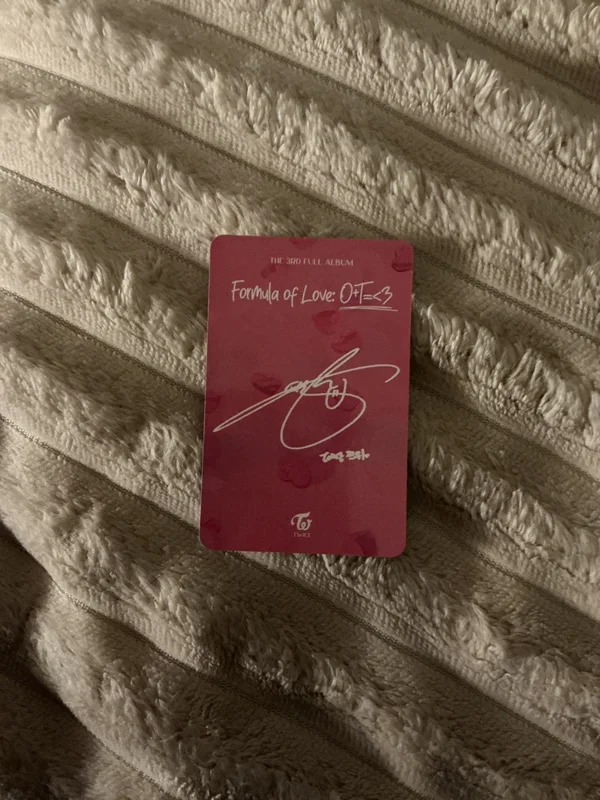 THE 3RD FULL ALBUM
Formula of Love: O+T=<3
TWICE